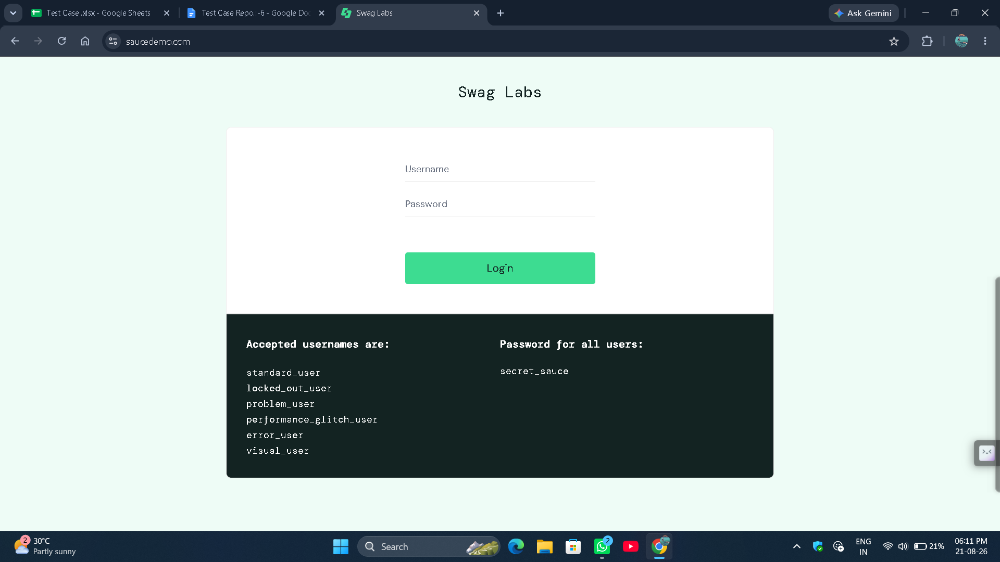 Test Case .xlsx - Google Sheets
Test Case Repo.:-6 - Google Doc
Swag Labs
Ask Gemini
saucedemo.com
Swag Labs
Username
Password
Login
Accepted usernames are:
standard_user
locked_out_user
problem_user
performance_glitch_user
error_user
visual_user
Password for all users:
secret_sauce
2
30°C
Partly sunny
Search
2
ENG
IN
21%
06:11 PM
21-08-26